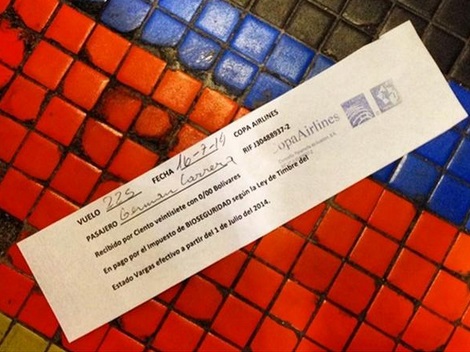 VUELO 225 FECHA 16-7-14 COPA AIRLINES
PASAJERO German Carrera RIF J30488937-2
Recibido por Ciento veintisiete con 0/00 Bolivares
En pago por el Impuesto de BIOSEGURIDAD según la Ley de Timbre del
Estado Vargas efectivo a partir del 1 de Julio del 2014.
CopaAirlines